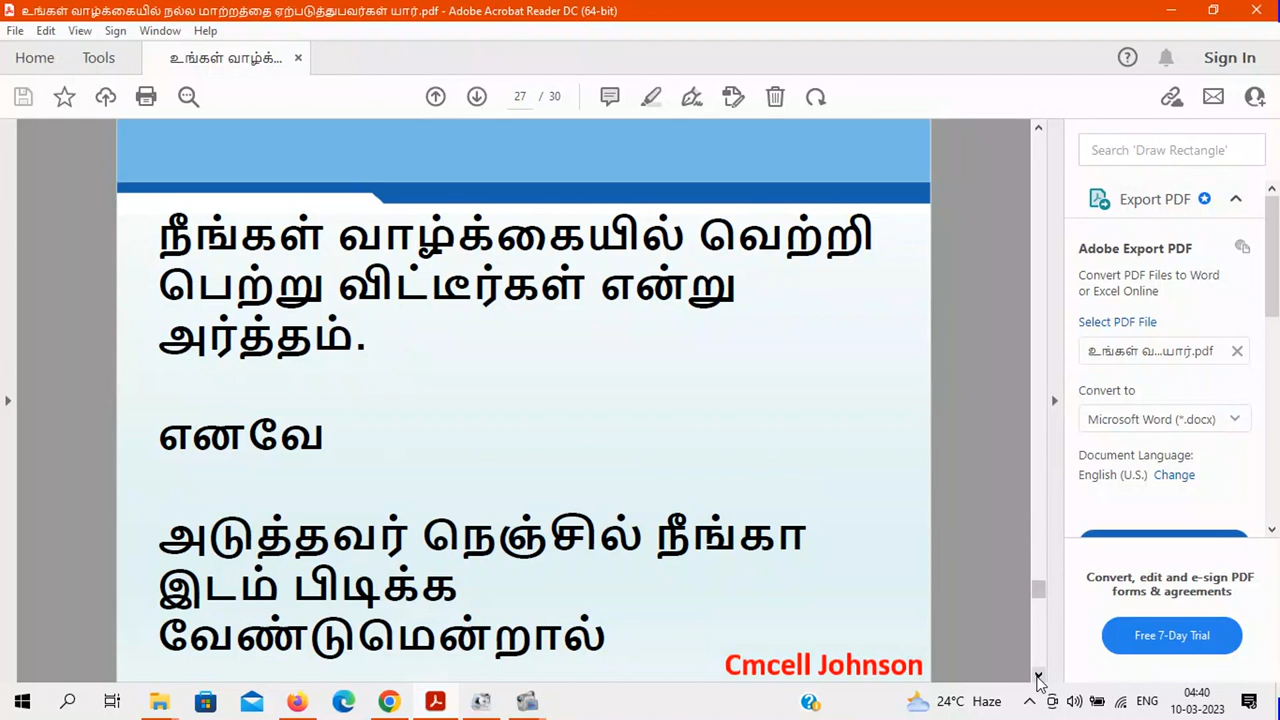 உங்கள் வாழ்க்கையில் நல்ல மாற்றத்தை ஏற்படுத்துபவர்கள் யார்.pdf - Adobe Acrobat Reader DC (64-bit)
File Edit View Sign Window Help
Home Tools உங்கள் வாழ்க்... Sign In
27 / 30
நீங்கள் வாழ்க்கையில் வெற்றி
பெற்று விட்டீர்கள் என்று
அர்த்தம்.
எனவே
அடுத்தவர் நெஞ்சில் நீங்கா
இடம் பிடிக்க
வேண்டுமென்றால்
Cmcell Johnson
Search 'Draw Rectangle'
Export PDF
Adobe Export PDF
Convert PDF Files to Word
or Excel Online
Select PDF File
உங்கள் வ...யார்.pdf
Convert to
Microsoft Word (*.docx)
Document Language:
English (U.S.) Change
Convert, edit and e-sign PDF
forms & agreements
Free 7-Day Trial
24°C Haze ENG 04:40
10-03-2023